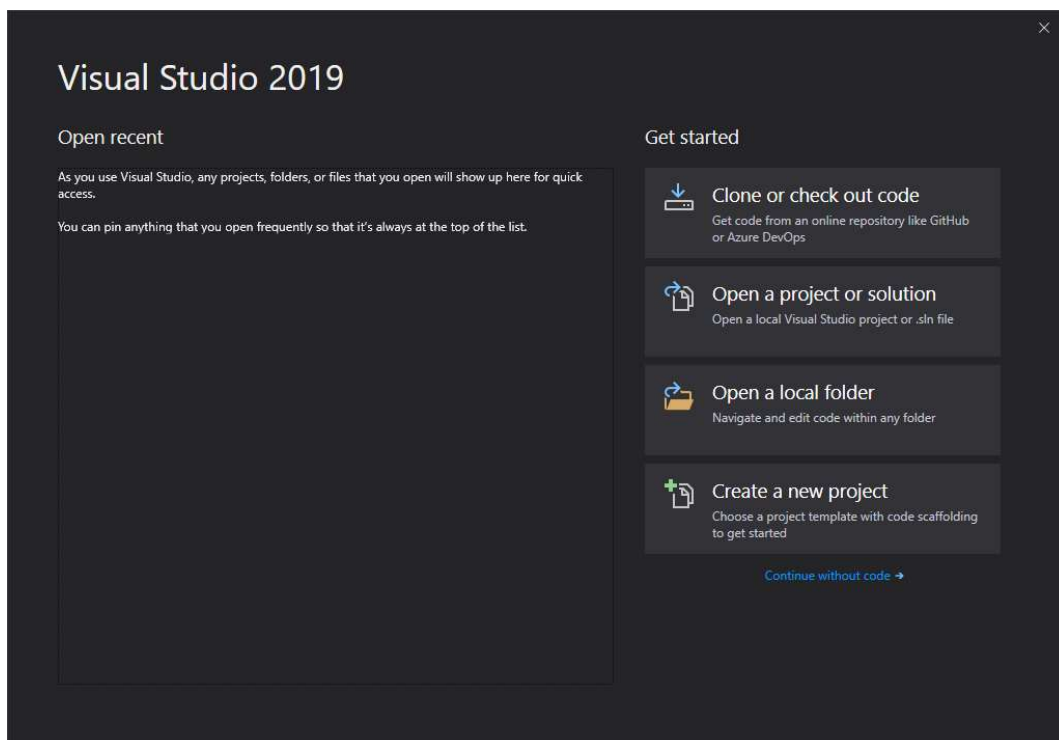 Visual Studio 2019
Open recent
As you use Visual Studio, any projects, folders, or files that you open will show up here for quick
access.
You can pin anything that you open frequently so that it's always at the top of the list.
Get started
Clone or check out code
Get code from an online repository like GitHub
or Azure DevOps
Open a project or solution
Open a local Visual Studio project or .sln file
Open a local folder
Navigate and edit code within any folder
Create a new project
Choose a project template with code scaffolding
to get started
Continue without code →